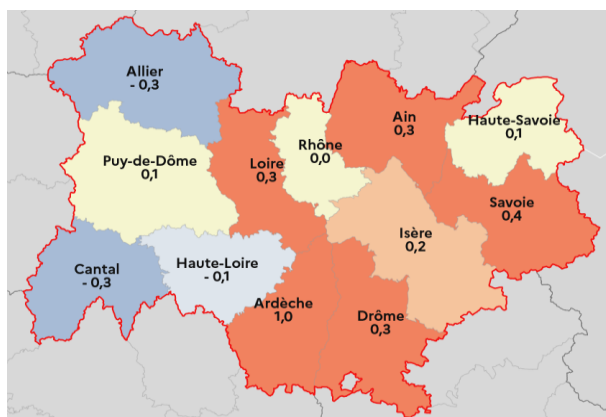 Allier
- 0,3
Ain
0,3
Haute-Savoie
0,1
Rhône
0,0
Puy-de-Dôme
0,1
Loire
0,3
Savoie
0,4
Isère
0,2
Haute-Loire
- 0,1
Cantal
- 0,3
Ardèche
1,0
Drôme
0,3